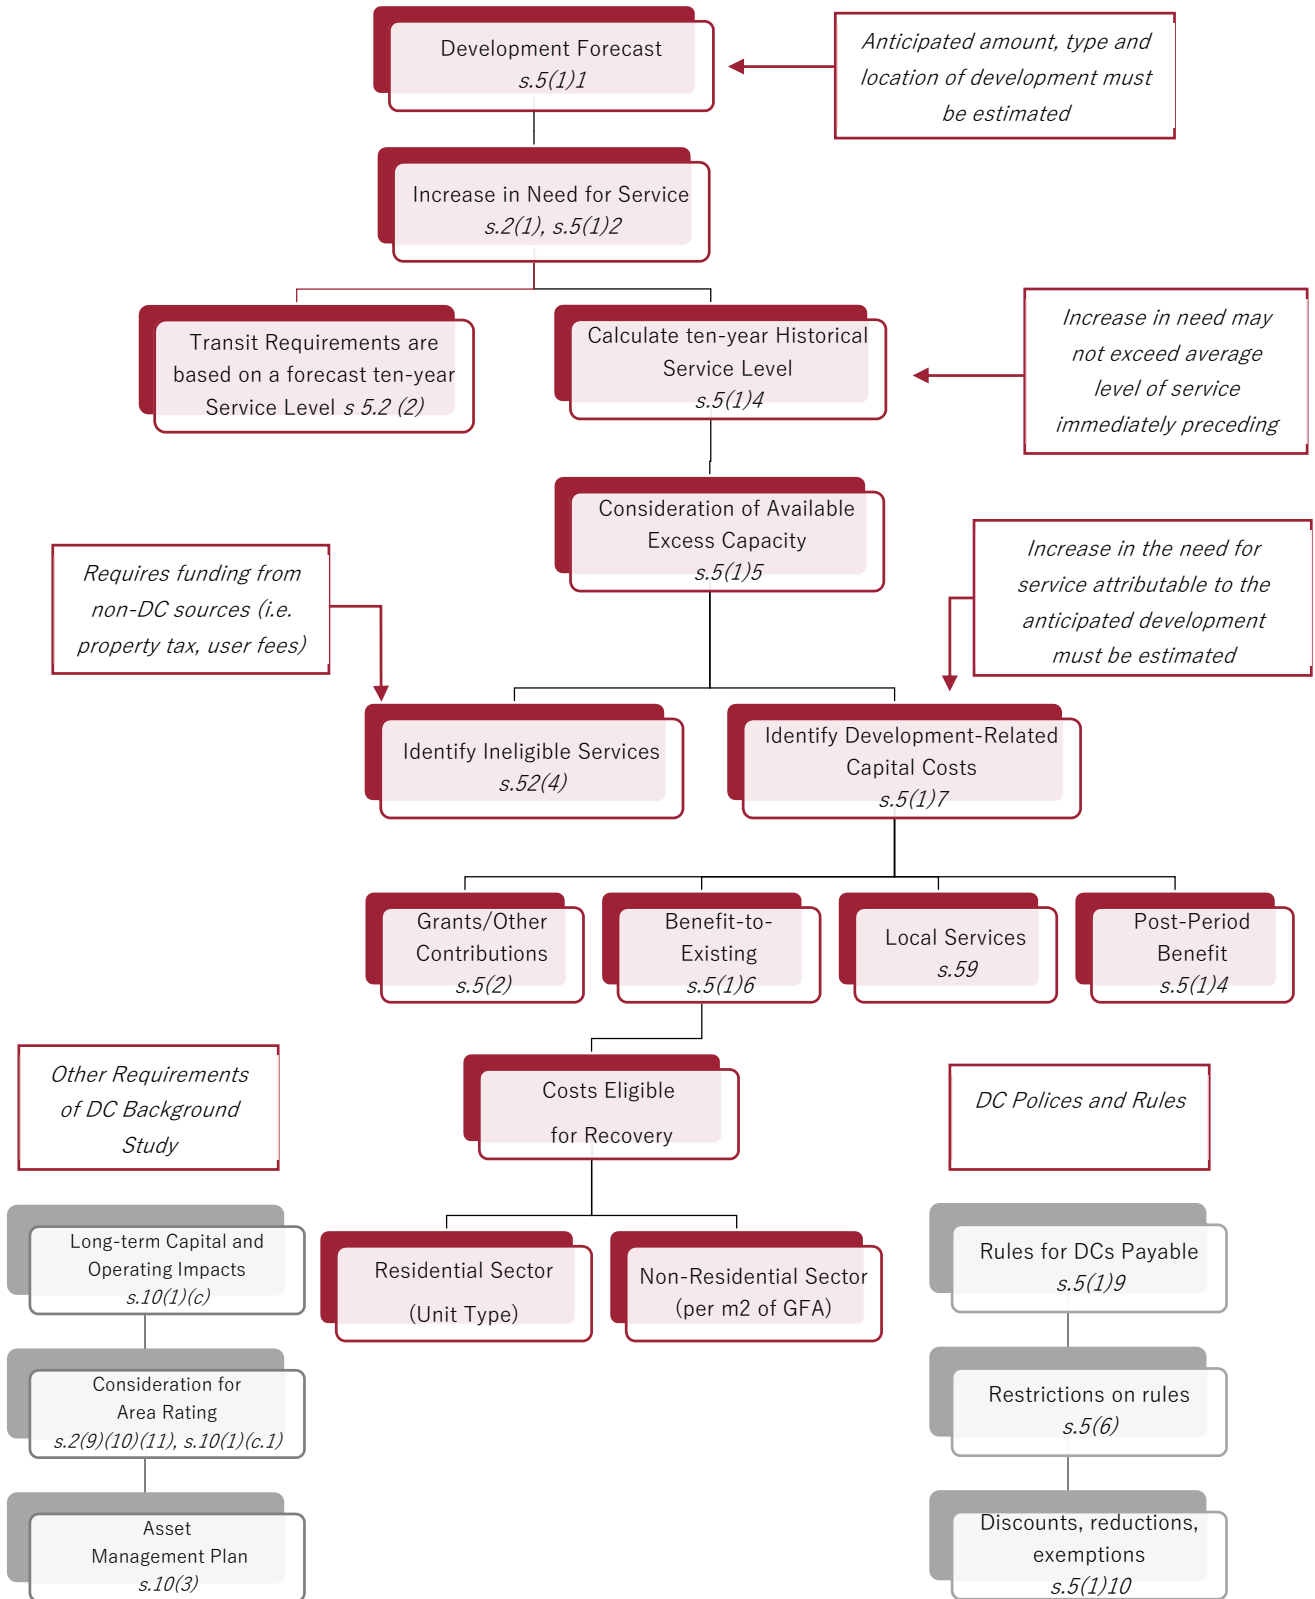 Development Forecast
s.5(1)1
Anticipated amount, type and
location of development must
be estimated
Increase in Need for Service
s.2(1), s.5(1)2
Transit Requirements are
based on a forecast ten-year
Service Level s 5.2 (2)
Calculate ten-year Historical
Service Level
s.5(1)4
Increase in need may
not exceed average
level of service
immediately preceding
Consideration of Available
Excess Capacity
s.5(1)5
Requires funding from
non-DC sources (i.e.
property tax, user fees)
Increase in the need for
service attributable to the
anticipated development
must be estimated
Identify Ineligible Services
s.52(4)
Identify Development-Related
Capital Costs
s.5(1)7
Grants/Other
Contributions
s.5(2)
Benefit-to-
Existing
s.5(1)6
Local Services
s.59
Post-Period
Benefit
s.5(1)4
Costs Eligible
for Recovery
Residential Sector
(Unit Type)
Non-Residential Sector
(per m2 of GFA)
Other Requirements
of DC Background
Study
Long-term Capital and
Operating Impacts
s.10(1)(c)
Consideration for
Area Rating
s.2(9)(10)(11), s.10(1)(c.1)
Asset
Management Plan
s.10(3)
DC Polices and Rules
Rules for DCs Payable
s.5(1)9
Restrictions on rules
s.5(6)
Discounts, reductions,
exemptions
s.5(1)10